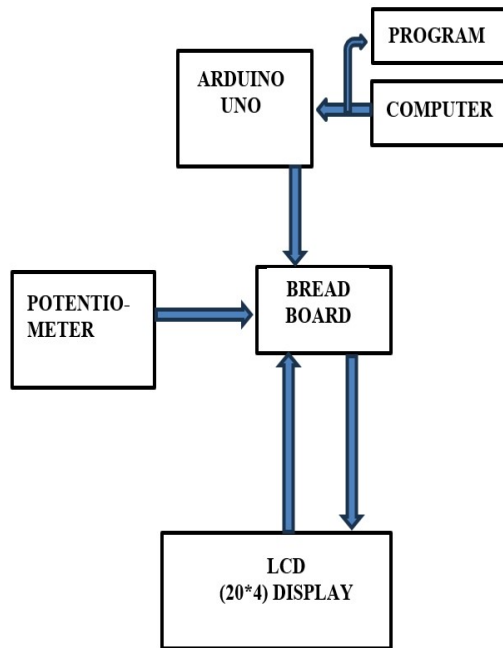 PROGRAM
ARDUINO
UNO
COMPUTER
BREAD
BOARD
POTENTIO-
METER
LCD
(20*4) DISPLAY